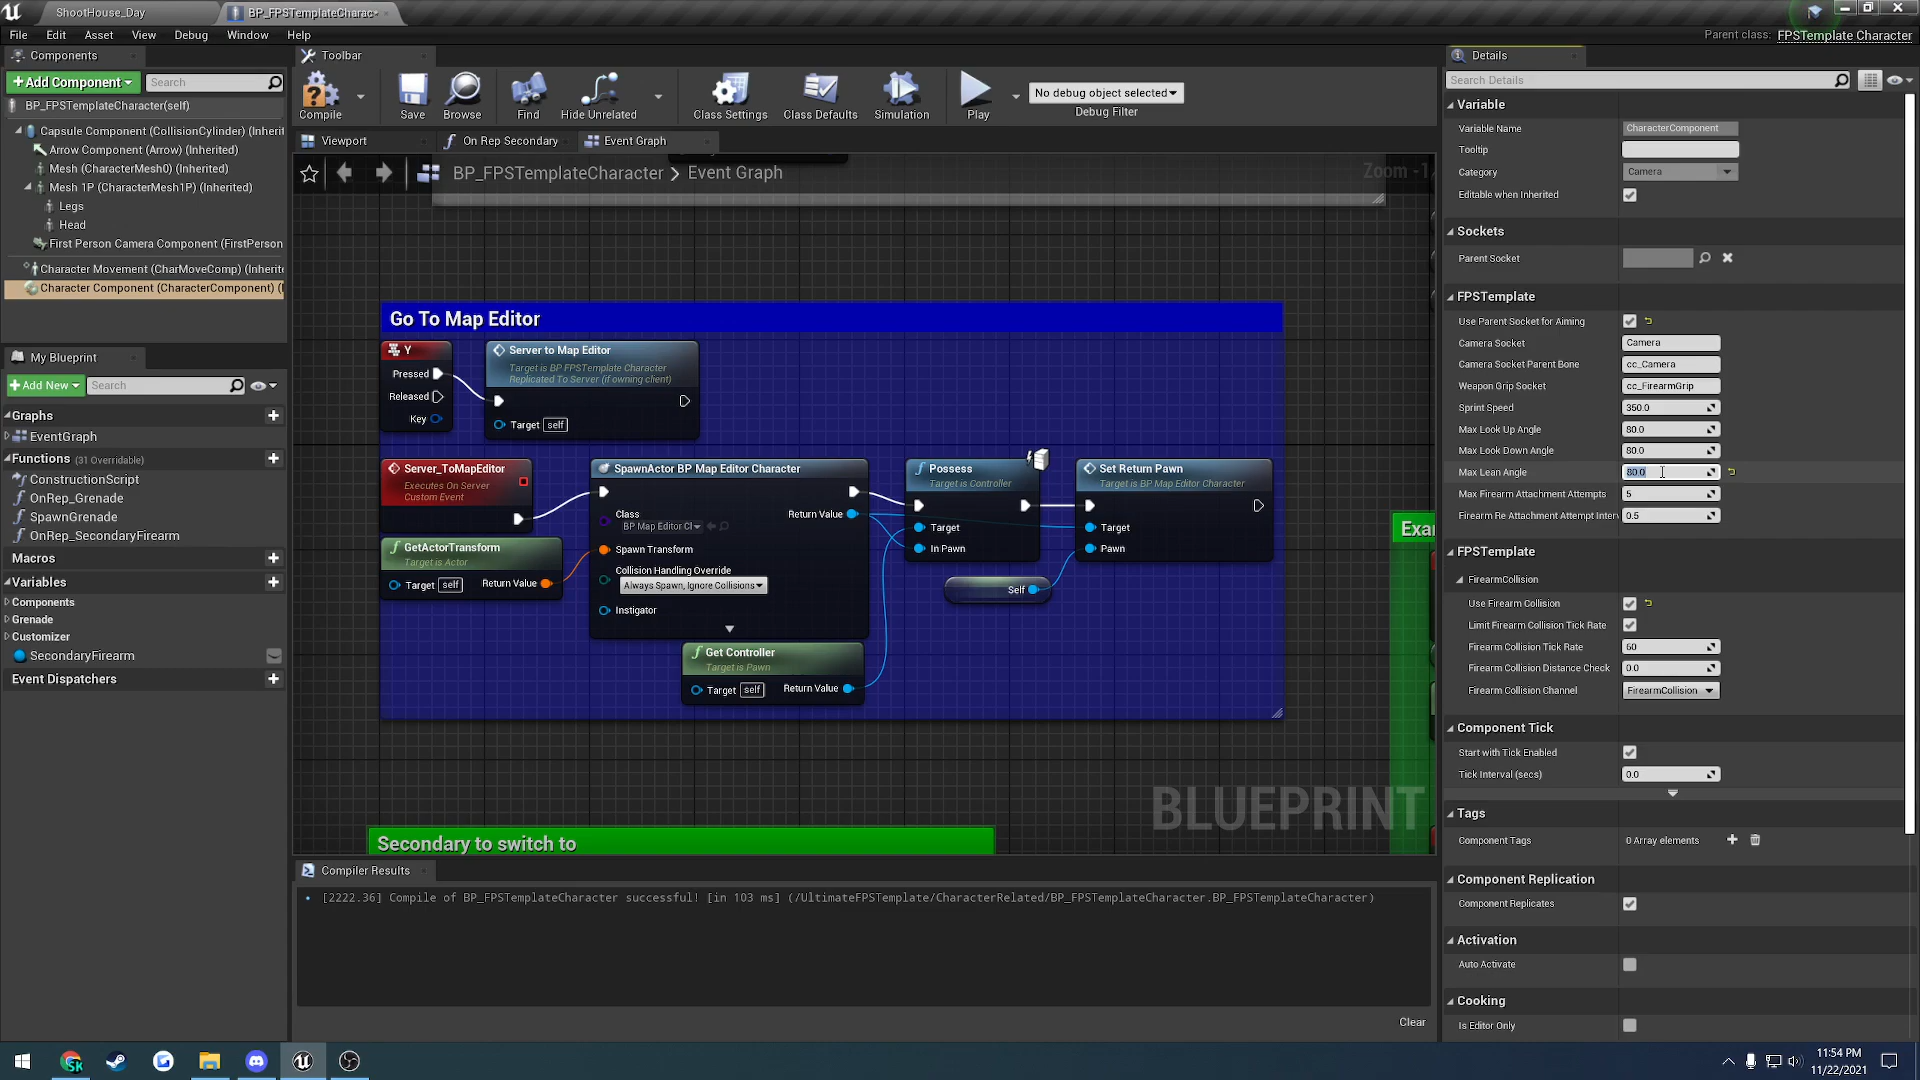 ShootHouse_Day
BP_FPSTemplateCharac•
File Edit Asset View Debug Window Help
Parent class: FPSTemplate Character
Components
+Add Component
Search
BP_FPSTemplateCharacter(self)
Capsule Component (CollisionCylinder) (Inherit
Arrow Component (Arrow) (Inherited)
Mesh (CharacterMesh0) (Inherited)
Mesh 1P (CharacterMesh1P) (Inherited)
Legs
Head
First Person Camera Component (FirstPerson
Character Movement (CharMoveComp) (Inherite
Character Component (CharacterComponent) (I
My Blueprint
+Add New
Search
Graphs
EventGraph
Functions (31 Overridable)
ConstructionScript
OnRep_Grenade
SpawnGrenade
OnRep_SecondaryFirearm
Macros
Variables
Components
Grenade
Customizer
SecondaryFirearm
Event Dispatchers
Toolbar
Compile
Save
Browse
Find
Hide Unrelated
Class Settings
Class Defaults
Simulation
Play
No debug object selected
Debug Filter
Viewport
On Rep Secondary
Event Graph
BP_FPSTemplateCharacter > Event Graph
Zoom -1
Go To Map Editor
Y
Pressed
Released
Key
Server to Map Editor
Target is BP FPSTemplate Character
Replicated To Server (if owning client)
Target self
Server_ToMapEditor
Executes On Server
Custom Event
GetActorTransform
Target is Actor
Target self
Return Value
SpawnActor BP Map Editor Character
Class
BP Map Editor Cl
Return Value
Spawn Transform
Collision Handling Override
Always Spawn, Ignore Collisions
Instigator
Get Controller
Target is Pawn
Target self
Return Value
Possess
Target is Controller
Target
In Pawn
Self
Set Return Pawn
Target is BP Map Editor Character
Target
Pawn
Exa
BLUEPRINT
Secondary to switch to
Compiler Results
• [2222.36] Compile of BP_FPSTemplateCharacter successful! [in 103 ms] (/UltimateFPSTemplate/CharacterRelated/BP_FPSTemplateCharacter.BP_FPSTemplateCharacter)
Clear
Details
Search Details
Variable
Variable Name CharacterComponent
Tooltip
Category Camera
Editable when Inherited
Sockets
Parent Socket
FPSTemplate
Use Parent Socket for Aiming
Camera Socket Camera
Camera Socket Parent Bone cc_Camera
Weapon Grip Socket cc_FirearmGrip
Sprint Speed 350.0
Max Look Up Angle 80.0
Max Look Down Angle 80.0
Max Lean Angle 80.0
Max Firearm Attachment Attempts 5
Firearm Re Attachment Attempt Interv 0.5
FPSTemplate
FirearmCollision
Use Firearm Collision
Limit Firearm Collision Tick Rate
Firearm Collision Tick Rate 60
Firearm Collision Distance Check 0.0
Firearm Collision Channel FirearmCollision
Component Tick
Start with Tick Enabled
Tick Interval (secs) 0.0
Tags
Component Tags 0 Array elements
Component Replication
Component Replicates
Activation
Auto Activate
Cooking
Is Editor Only
11:54 PM
11/22/2021